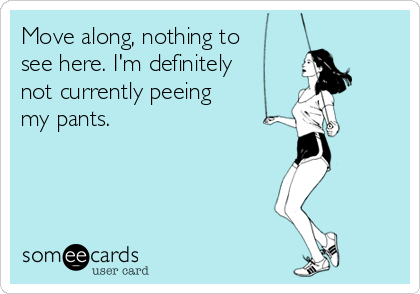 Move along, nothing to
see here. I'm definitely
not currently peeing
my pants.
someecards
user card